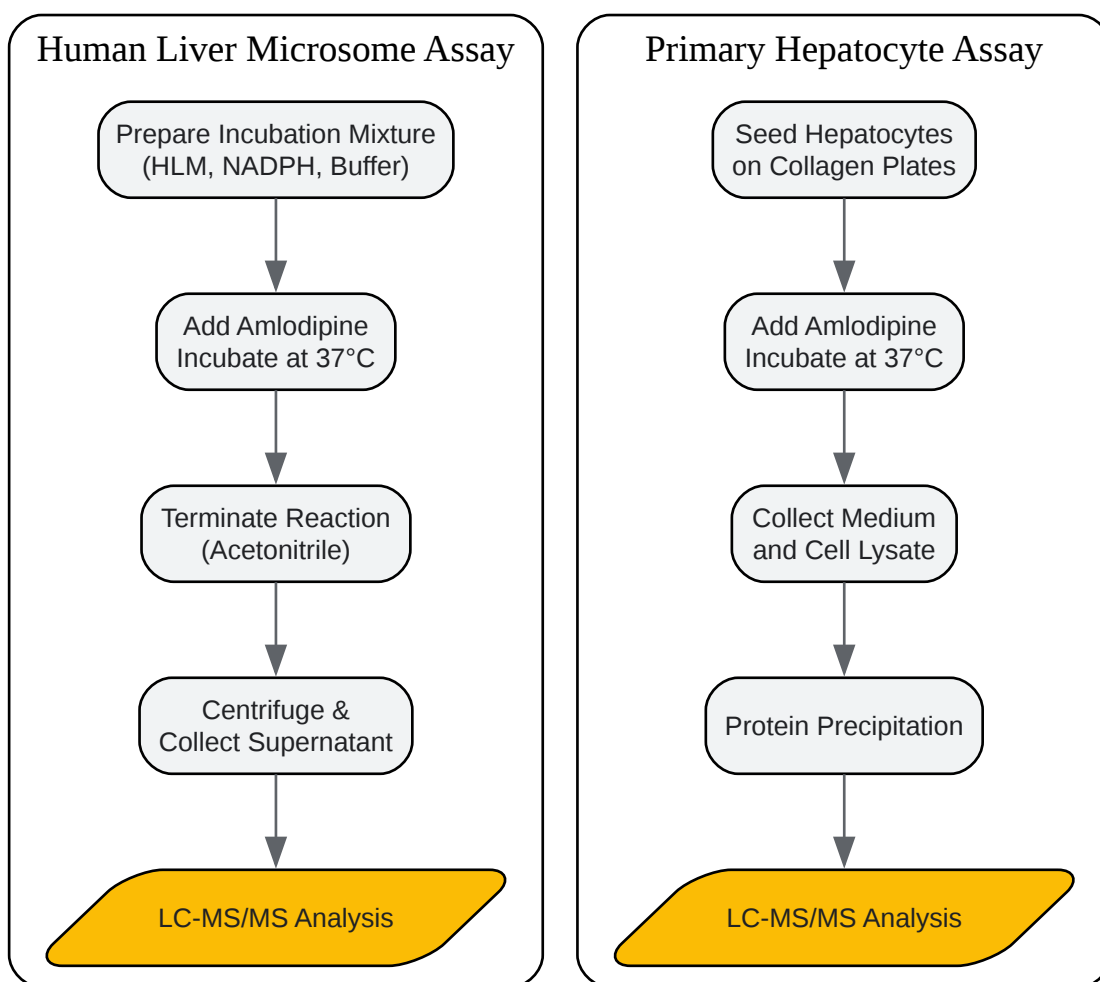 Human Liver Microsome Assay
Prepare Incubation Mixture
(HLM, NADPH, Buffer)
Add Amlodipine
Incubate at 37°C
Terminate Reaction
(Acetonitrile)
Centrifuge &
Collect Supernatant
LC-MS/MS Analysis
Primary Hepatocyte Assay
Seed Hepatocytes
on Collagen Plates
Add Amlodipine
Incubate at 37°C
Collect Medium
and Cell Lysate
Protein Precipitation
LC-MS/MS Analysis